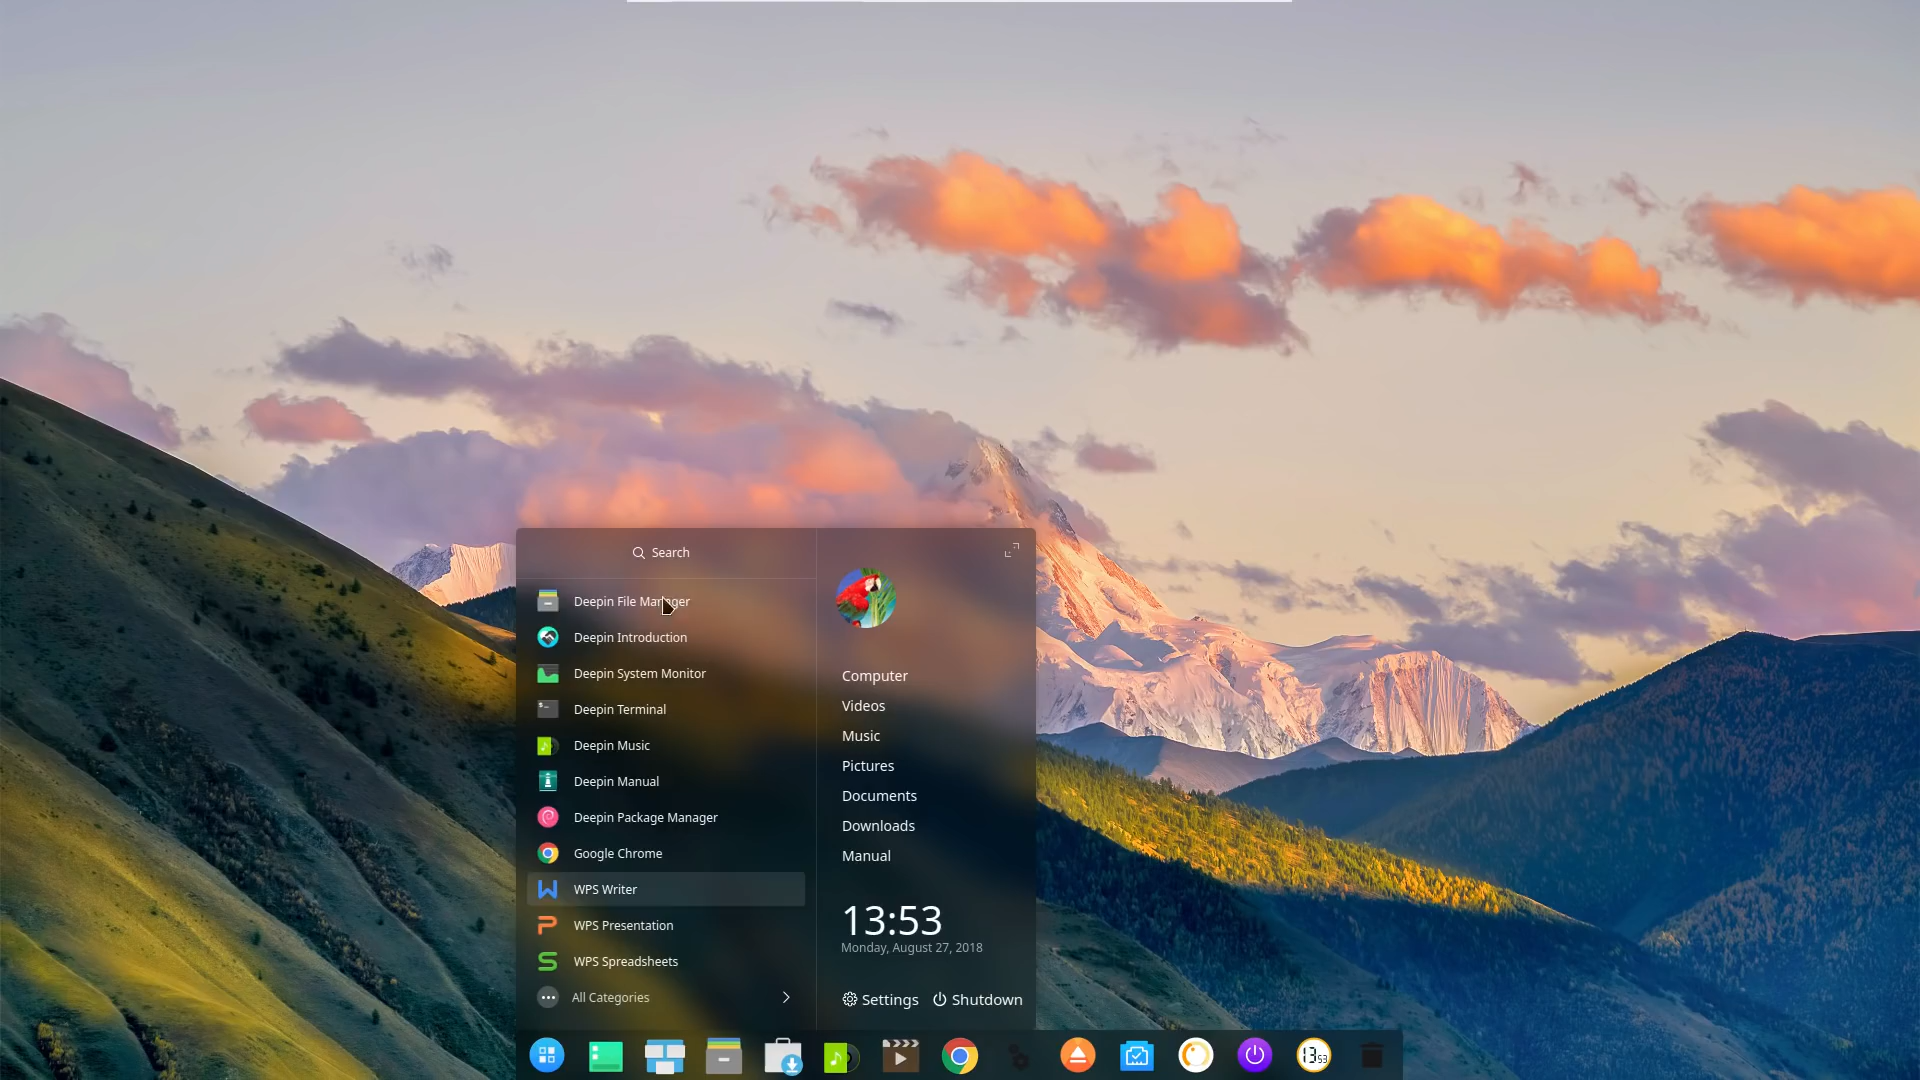 Search
Deepin File Manager
Deepin Introduction
Deepin System Monitor
Deepin Terminal
Deepin Music
Deepin Manual
Deepin Package Manager
Google Chrome
WPS Writer
WPS Presentation
WPS Spreadsheets
All Categories
Computer
Videos
Music
Pictures
Documents
Downloads
Manual
13:53
Monday, August 27, 2018
Settings
Shutdown
13 53